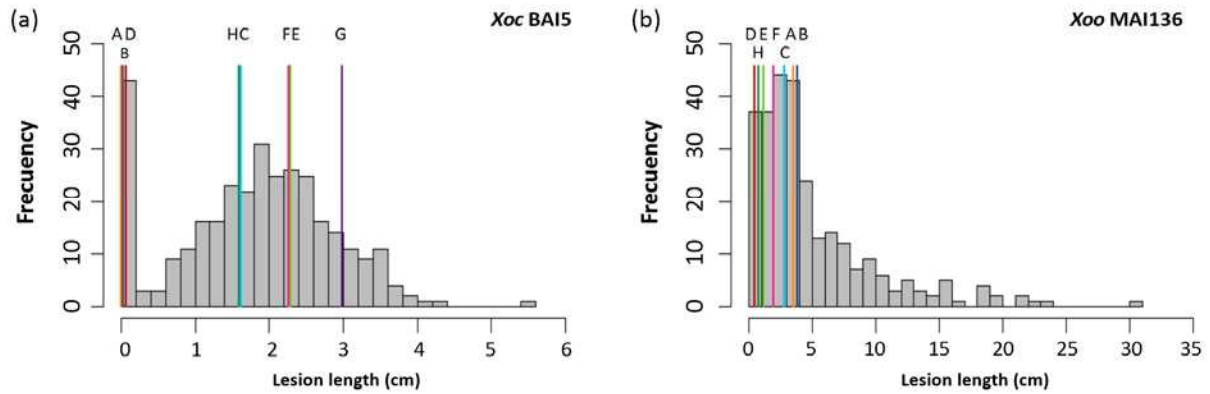 (a)
Xoc BAI5
A D
B
HC
FE
G
50
40
30
20
10
0
Frecuency
0 1 2 3 4 5 6
Lesion length (cm)
(b)
Xoo MAI136
D E F A B
H C
50
40
30
20
10
0
Frecuency
0 5 10 15 20 25 30 35
Lesion length (cm)